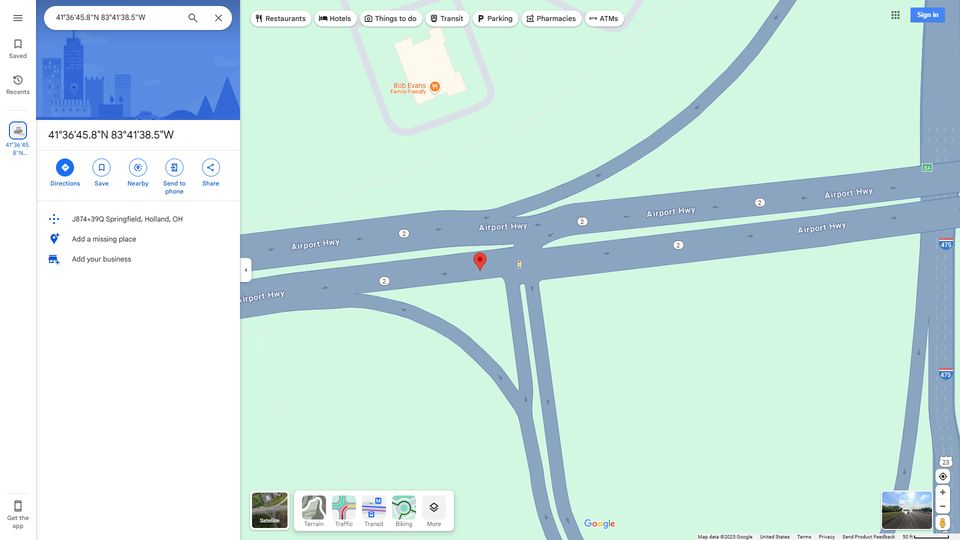 41°36'45.8"N 83°41'38.5"W
Restaurants
Hotels
Things to do
Transit
Parking
Pharmacies
ATMs
Sign in
Saved
Recents
41°36'45.
8"N...
41°36'45.8"N 83°41'38.5"W
Directions
Save
Nearby
Send to
phone
Share
J874+39Q Springfield, Holland, OH
Add a missing place
Add your business
Get the
app
Bob Evans
Family-friendly
8A
Airport Hwy
2
Airport Hwy
2
Airport Hwy
2
Airport Hwy
Airport Hwy
2
Airport Hwy
2
Airport Hwy
475
475
23
Satellite
Terrain
Traffic
M
Transit
Biking
More
Google
Map data ©2025 Google
United States
Terms
Privacy
Send Product Feedback
50 ft